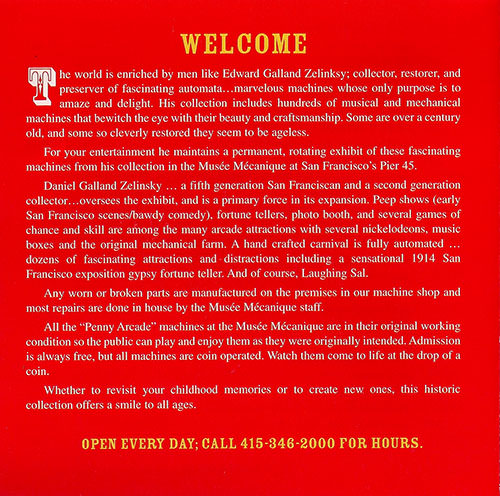 WELCOME
The world is enriched by men like Edward Galland Zelinksy; collector, restorer, and
preserver of fascinating automata…marvelous machines whose only purpose is to
amaze and delight. His collection includes hundreds of musical and mechanical
machines that bewitch the eye with their beauty and craftsmanship. Some are over a century
old, and some so cleverly restored they seem to be ageless.
For your entertainment he maintains a permanent, rotating exhibit of these fascinating
machines from his collection in the Musée Mécanique at San Francisco's Pier 45.
Daniel Galland Zelinsky … a fifth generation San Franciscan and a second generation
collector…oversees the exhibit, and is a primary force in its expansion. Peep shows (early
San Francisco scenes/bawdy comedy), fortune tellers, photo booth, and several games of
chance and skill are among the many arcade attractions with several nickelodeons, music
boxes and the original mechanical farm. A hand crafted carnival is fully automated …
dozens of fascinating attractions and distractions including a sensational 1914 San
Francisco exposition gypsy fortune teller. And of course, Laughing Sal.
Any worn or broken parts are manufactured on the premises in our machine shop and
most repairs are done in house by the Musée Mécanique staff.
All the “Penny Arcade” machines at the Musée Mécanique are in their original working
condition so the public can play and enjoy them as they were originally intended. Admission
is always free, but all machines are coin operated. Watch them come to life at the drop of a
coin.
Whether to revisit your childhood memories or to create new ones, this historic
collection offers a smile to all ages.
OPEN EVERY DAY; CALL 415-346-2000 FOR HOURS.